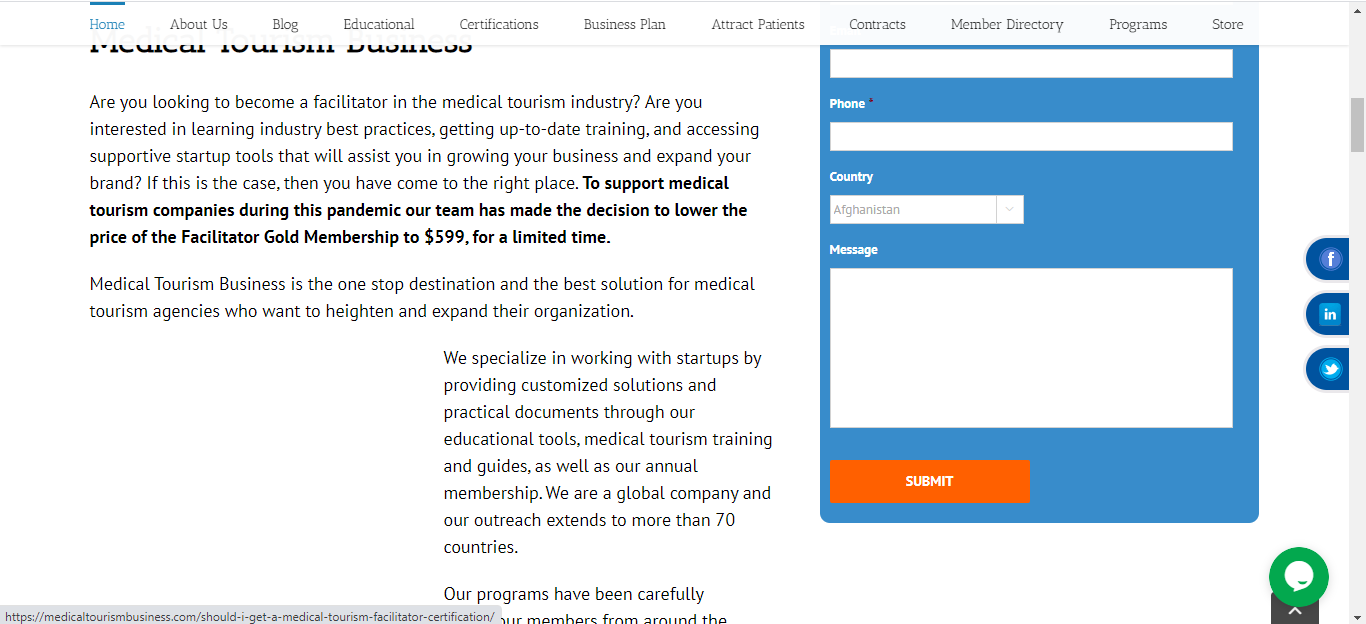 Home
About Us
Blog
Educational
Certifications
Business Plan
Attract Patients
Contracts
Member Directory
Programs
Store
Medical Tourism Business
Are you looking to become a facilitator in the medical tourism industry? Are you
interested in learning industry best practices, getting up-to-date training, and accessing
supportive startup tools that will assist you in growing your business and expand your
brand? If this is the case, then you have come to the right place. To support medical
tourism companies during this pandemic our team has made the decision to lower the
price of the Facilitator Gold Membership to $599, for a limited time.
Medical Tourism Business is the one stop destination and the best solution for medical
tourism agencies who want to heighten and expand their organization.
We specialize in working with startups by
providing customized solutions and
practical documents through our
educational tools, medical tourism training
and guides, as well as our annual
membership. We are a global company and
our outreach extends to more than 70
countries.
Our programs have been carefully
our members from around the
Phone *
Country
Afghanistan
Message
SUBMIT
f
in
https://medicaltourismbusiness.com/should-i-get-a-medical-tourism-facilitator-certification/